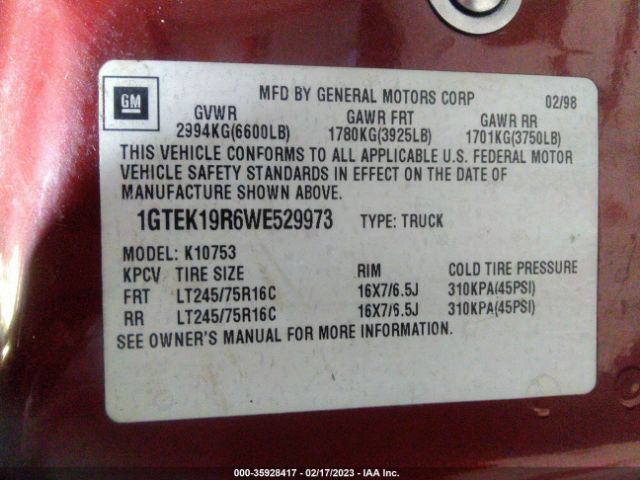 GM
MFD BY GENERAL MOTORS CORP 02/98
GVWR GAWR FRT GAWR RR
2994KG(6600LB) 1780KG(3925LB) 1701KG(3750LB)
THIS VEHICLE CONFORMS TO ALL APPLICABLE U.S. FEDERAL MOTOR
VEHICLE SAFETY STANDARDS IN EFFECT ON THE DATE OF
MANUFACTURE SHOWN ABOVE.
1GTEK19R6WE529973 TYPE: TRUCK
MODEL: K10753
KPCV TIRE SIZE RIM COLD TIRE PRESSURE
FRT LT245/75R16C 16X7/6.5J 310KPA(45PSI)
RR LT245/75R16C 16X7/6.5J 310KPA(45PSI)
SEE OWNER'S MANUAL FOR MORE INFORMATION.
000-35928417 - 02/17/2023 - IAA Inc.